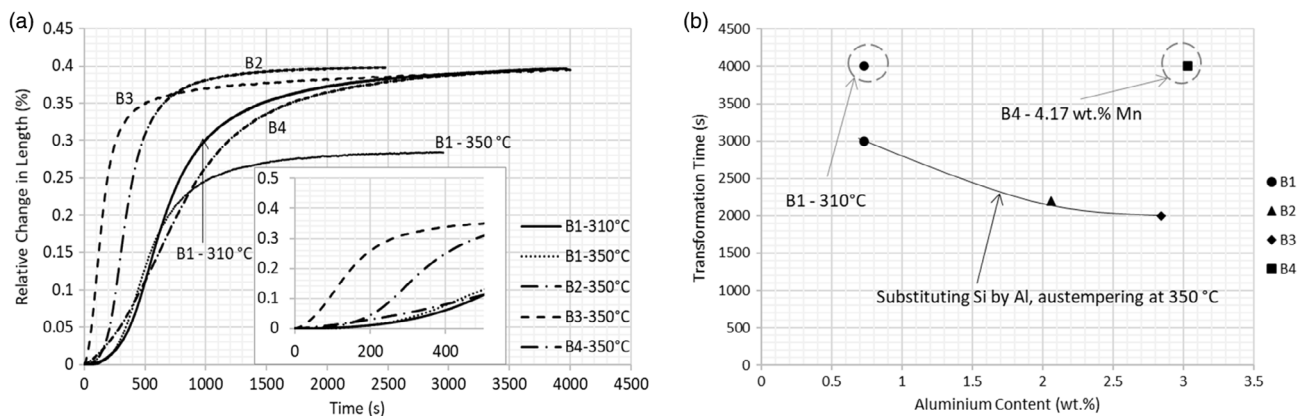 (a)
Relative Change in Length (%)
0.45
0.4
0.35
0.3
0.25
0.2
0.15
0.1
0.05
0
B2
B3
B4
B1 - 350 °C
B1 - 310 °C
0.5
0.4
0.3
0.2
0.1
0
0 200 400
B1-310°C
B1-350°C
B2-350°C
B3-350°C
B4-350°C
0 500 1000 1500 2000 2500 3000 3500 4000 4500
Time (s)
(b)
Transformation Time (s)
4500
4000
3500
3000
2500
2000
1500
1000
500
0
B4 - 4.17 wt.% Mn
B1 - 310°C
Substituting Si by Al, austempering at 350 °C
B1
B2
B3
B4
0 0.5 1 1.5 2 2.5 3 3.5
Aluminium Content (wt.%)